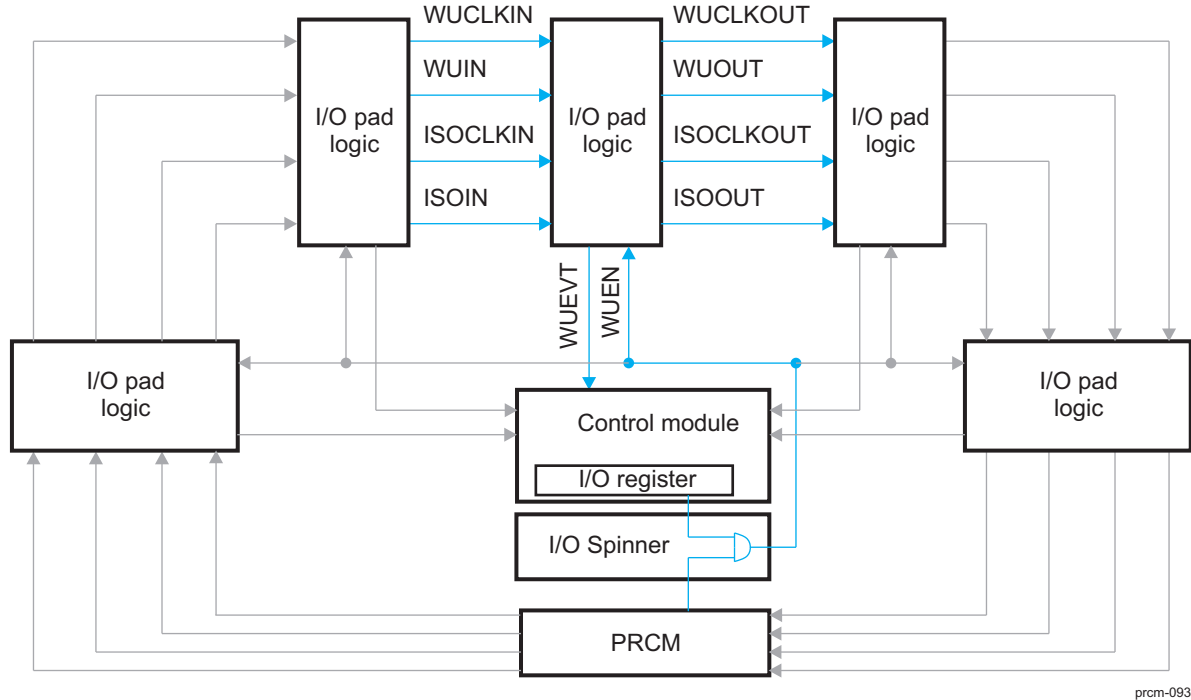 WUCLKIN
WUCLKOUT
WUIN
WUOUT
I/O pad
logic
I/O pad
logic
I/O pad
logic
ISOCLKIN
ISOCLKOUT
ISOIN
ISOOUT
WUEVT
WUEN
I/O pad
logic
I/O pad
logic
Control module
I/O register
I/O Spinner
PRCM
prcm-093